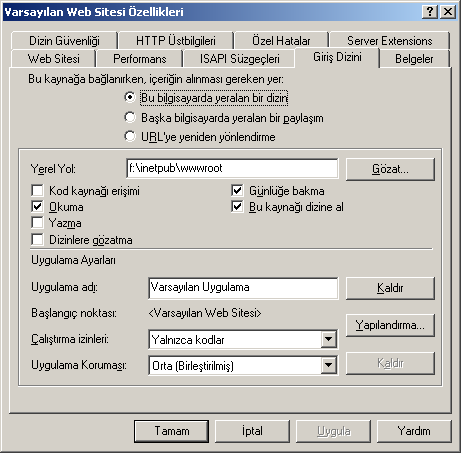 Varsayılan Web Sitesi Özellikleri
Dizin Güvenliği HTTP Üstbilgileri Özel Hatalar Server Extensions
Web Sitesi Performans ISAPI Süzgeçleri Giriş Dizini Belgeler
Bu kaynağa bağlanırken, içeriğin alınması gereken yer:
Bu bilgisayarda yeralan bir dizin
Başka bilgisayarda yeralan bir paylaşım
URL'ye yeniden yönlendirme
Yerel Yol: f:\inetpub\wwwroot Gözat...
Kod kaynağı erişimi Günlüğe bakma
Okuma Bu kaynağı dizine al
Yazma
Dizinlere gözatma
Uygulama Ayarları
Uygulama adı: Varsayılan Uygulama Kaldır
Başlangıç noktası: <Varsayılan Web Sitesi>
Yapılandırma...
Çalıştırma izinleri: Yalnızca kodlar
Uygulama Koruması: Orta (Birleştirilmiş) Kaldır
Tamam İptal Uygula Yardım